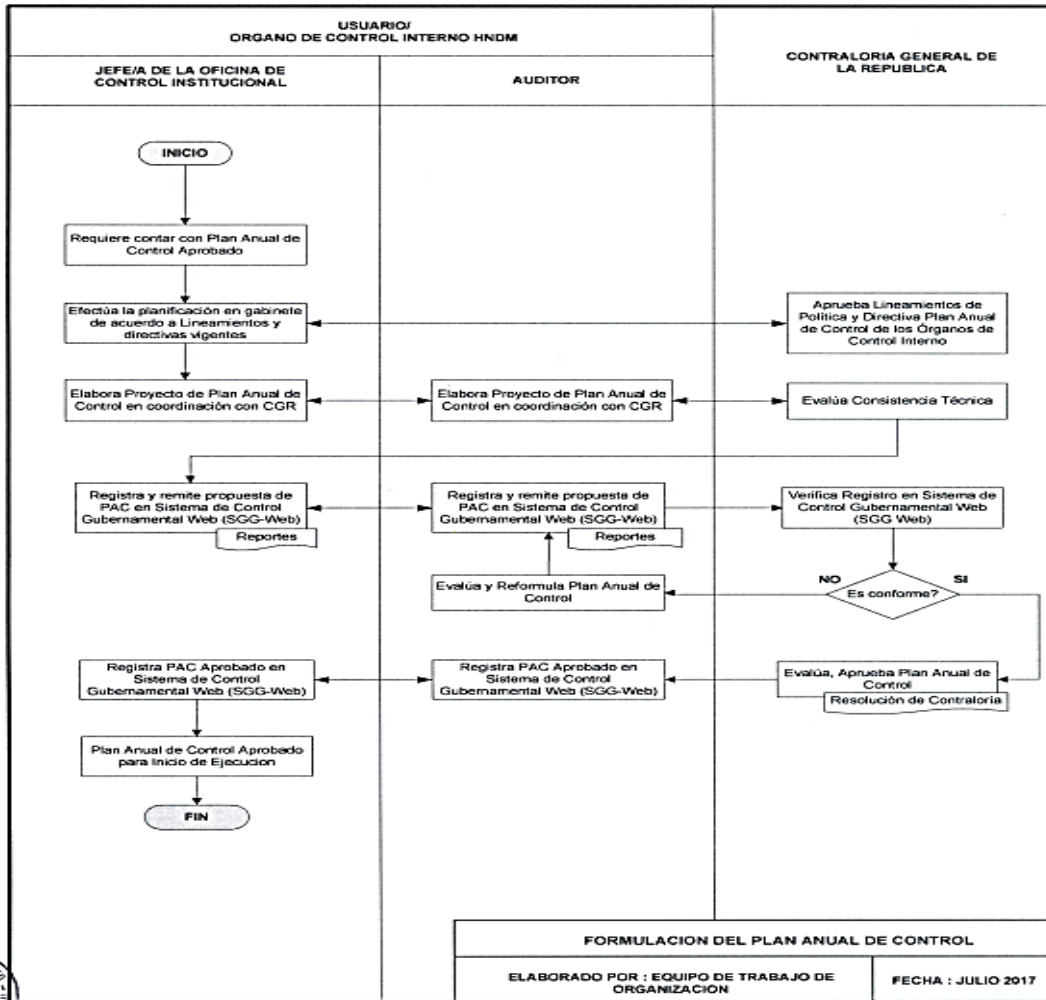 USUARIO/
ORGANO DE CONTROL INTERNO HNDM
CONTRALORIA GENERAL DE
LA REPUBLICA
JEFE/A DE LA OFICINA DE
CONTROL INSTITUCIONAL
AUDITOR
INICIO
Requiere contar con Plan Anual de
Control Aprobado
Efectúa la planificación en gabinete
de acuerdo a Lineamientos y
directivas vigentes
Aprueba Lineamientos de
Política y Directiva Plan Anual
de Control de los Órganos de
Control Interno
Elabora Proyecto de Plan Anual de
Control en coordinación con CGR
Elabora Proyecto de Plan Anual de
Control en coordinación con CGR
Evalúa Consistencia Técnica
Registra y remite propuesta de
PAC en Sistema de Control
Gubernamental Web (SGG-Web)
Reportes
Registra y remite propuesta de
PAC en Sistema de Control
Gubernamental Web (SGG-Web)
Reportes
Verifica Registro en Sistema de
Control Gubernamental Web
(SGG Web)
Evalúa y Reformula Plan Anual de
Control
NO
Es conforme?
SI
Registra PAC Aprobado en
Sistema de Control
Gubernamental Web (SGG-Web)
Registra PAC Aprobado en
Sistema de Control
Gubernamental Web (SGG-Web)
Evalúa, Aprueba Plan Anual de
Control
Resolución de Contraloria
Plan Anual de Control Aprobado
para Inicio de Ejecucion
FIN
FORMULACION DEL PLAN ANUAL DE CONTROL
ELABORADO POR : EQUIPO DE TRABAJO DE
ORGANIZACION
FECHA : JULIO 2017